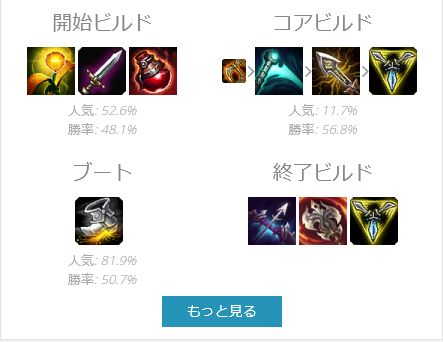 開始ビルド
コアビルド
人気: 52.6%
勝率: 48.1%
人気: 11.7%
勝率: 56.8%
ブート
終了ビルド
人気: 81.9%
勝率: 50.7%
もっと見る